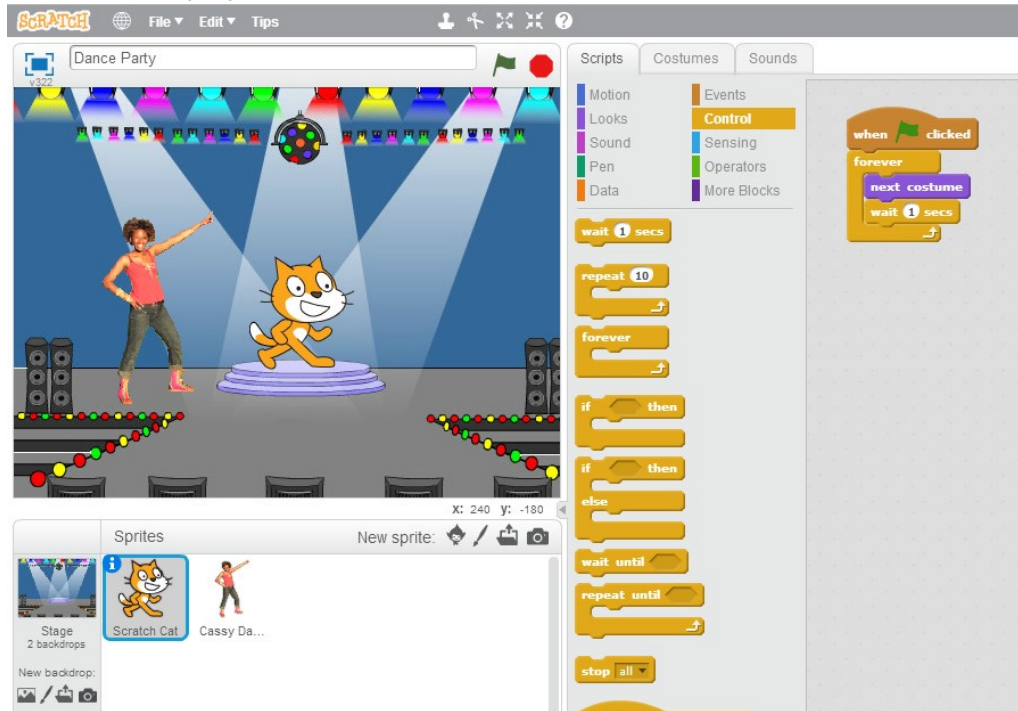 SCRATCH File ▼ Edit ▼ Tips
v322
Dance Party
Scripts Costumes Sounds
Motion Events
Looks Control
Sound Sensing
Pen Operators
Data More Blocks
wait 1 secs
repeat 10
forever
if then
if then
else
wait until
repeat until
stop all
when clicked
forever
next costume
wait 1 secs
x: 240 y: -180
Sprites New sprite:
Stage
2 backdrops
New backdrop:
Scratch Cat
Cassy Da...